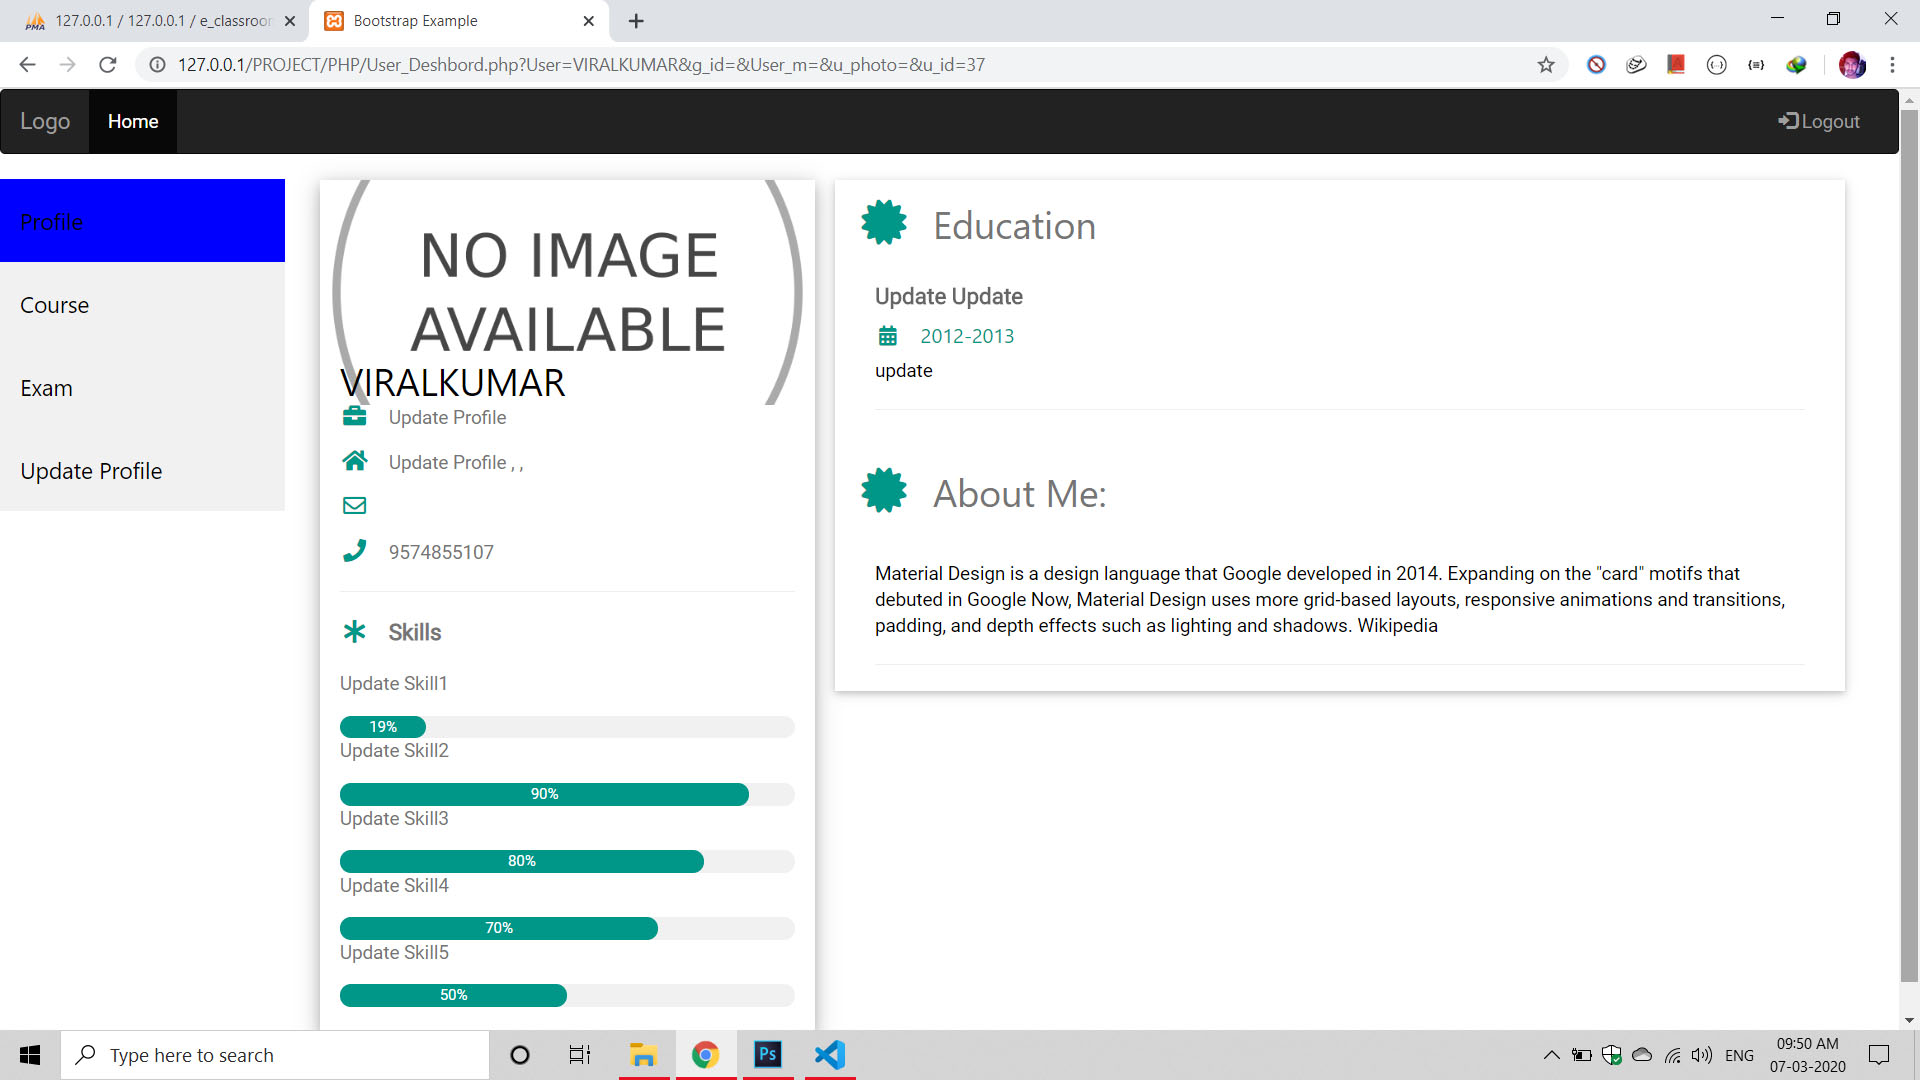 127.0.0.1 / 127.0.0.1 / e_classroom
Bootstrap Example
127.0.0.1/PROJECT/PHP/User_Deshbord.php?User=VIRALKUMAR&g_id=&User_m=&u_photo=&u_id=37
Logo
Home
Logout
Profile
Course
Exam
Update Profile
NO IMAGE
AVAILABLE
VIRALKUMAR
Update Profile
Update Profile , ,
9574855107
Skills
Update Skill1
19%
Update Skill2
90%
Update Skill3
80%
Update Skill4
70%
Update Skill5
50%
Education
Update Update
2012-2013
update
About Me:
Material Design is a design language that Google developed in 2014. Expanding on the "card" motifs that
debuted in Google Now, Material Design uses more grid-based layouts, responsive animations and transitions,
padding, and depth effects such as lighting and shadows. Wikipedia
Type here to search
Ps
ENG
09:50 AM
07-03-2020